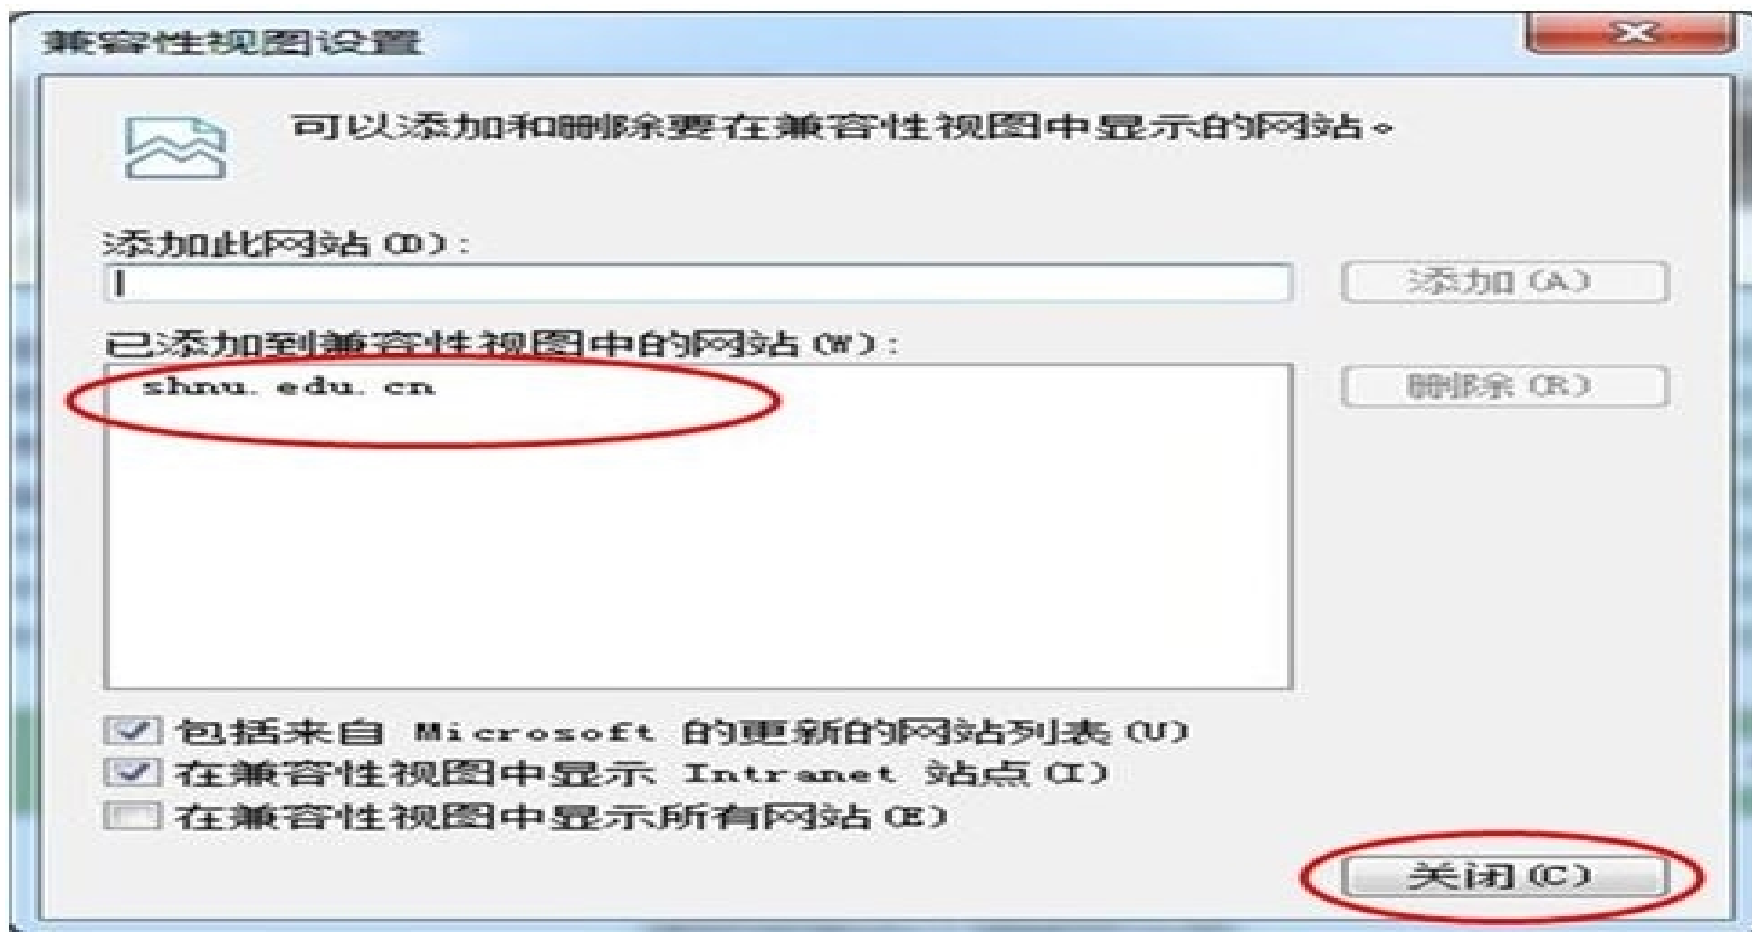 兼容性视图设置
可以添加和删除要在兼容性视图中显示的网站。
添加此网站(D):
添加(A)
已添加到兼容性视图中的网站(W):
shnu.edu.cn
删除(R)
包括来自 Microsoft 的更新的网站列表(U)
在兼容性视图中显示 Intranet 站点(I)
在兼容性视图中显示所有网站(E)
关闭(C)